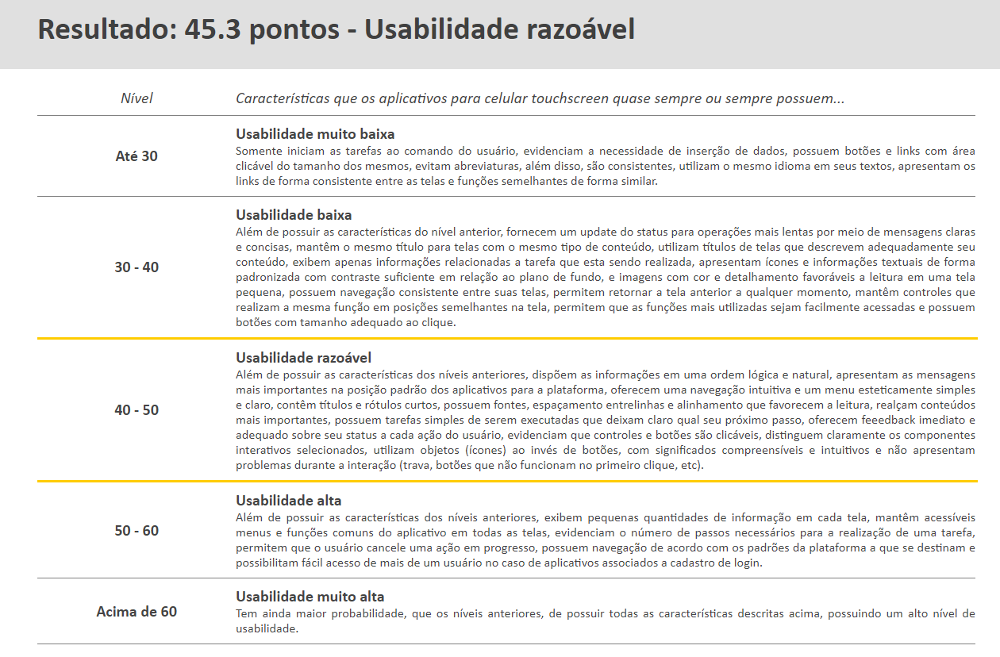 Resultado: 45.3 pontos - Usabilidade razoável
Nível
Características que os aplicativos para celular touchscreen quase sempre ou sempre possuem...
Até 30
Usabilidade muito baixa
Somente iniciam as tarefas ao comando do usuário, evidenciam a necessidade de inserção de dados, possuem botões e links com área
clicável do tamanho dos mesmos, evitam abreviaturas, além disso, são consistentes, utilizam o mesmo idioma em seus textos, apresentam os
links de forma consistente entre as telas e funções semelhantes de forma similar.
30 - 40
Usabilidade baixa
Além de possuir as características do nível anterior, fornecem um update do status para operações mais lentas por meio de mensagens claras
e concisas, mantêm o mesmo título para telas com o mesmo tipo de conteúdo, utilizam títulos de telas que descrevem adequadamente seu
conteúdo, exibem apenas informações relacionadas a tarefa que esta sendo realizada, apresentam ícones e informações textuais de forma
padronizada com contraste suficiente em relação ao plano de fundo, e imagens com cor e detalhamento favoráveis a leitura em uma tela
pequena, possuem navegação consistente entre suas telas, permitem retornar a tela anterior a qualquer momento, mantêm controles que
realizam a mesma função em posições semelhantes na tela, permitem que as funções mais utilizadas sejam facilmente acessadas e possuem
botões com tamanho adequado ao clique.
40 - 50
Usabilidade razoável
Além de possuir as características dos níveis anteriores, dispõem as informações em uma ordem lógica e natural, apresentam as mensagens
mais importantes na posição padrão dos aplicativos para a plataforma, oferecem uma navegação intuitiva e um menu esteticamente simples
e claro, contêm títulos e rótulos curtos, possuem fontes, espaçamento entrelinhas e alinhamento que favorecem a leitura, realçam conteúdos
mais importantes, possuem tarefas simples de serem executadas que deixam claro qual seu próximo passo, oferecem feeedback imediato e
adequado sobre seu status a cada ação do usuário, evidenciam que controles e botões são clicáveis, distinguem claramente os componentes
interativos selecionados, utilizam objetos (ícones) ao invés de botões, com significados compreensíveis e intuitivos e não apresentam
problemas durante a interação (trava, botões que não funcionam no primeiro clique, etc).
50 - 60
Usabilidade alta
Além de possuir as características dos níveis anteriores, exibem pequenas quantidades de informação em cada tela, mantêm acessíveis
menus e funções comuns do aplicativo em todas as telas, evidenciam o número de passos necessários para a realização de uma tarefa,
permitem que o usuário cancele uma ação em progresso, possuem navegação de acordo com os padrões da plataforma a que se destinam e
possibilitam fácil acesso de mais de um usuário no caso de aplicativos associados a cadastro de login.
Acima de 60
Usabilidade muito alta
Tem ainda maior probabilidade, que os níveis anteriores, de possuir todas as características descritas acima, possuindo um alto nível de
usabilidade.